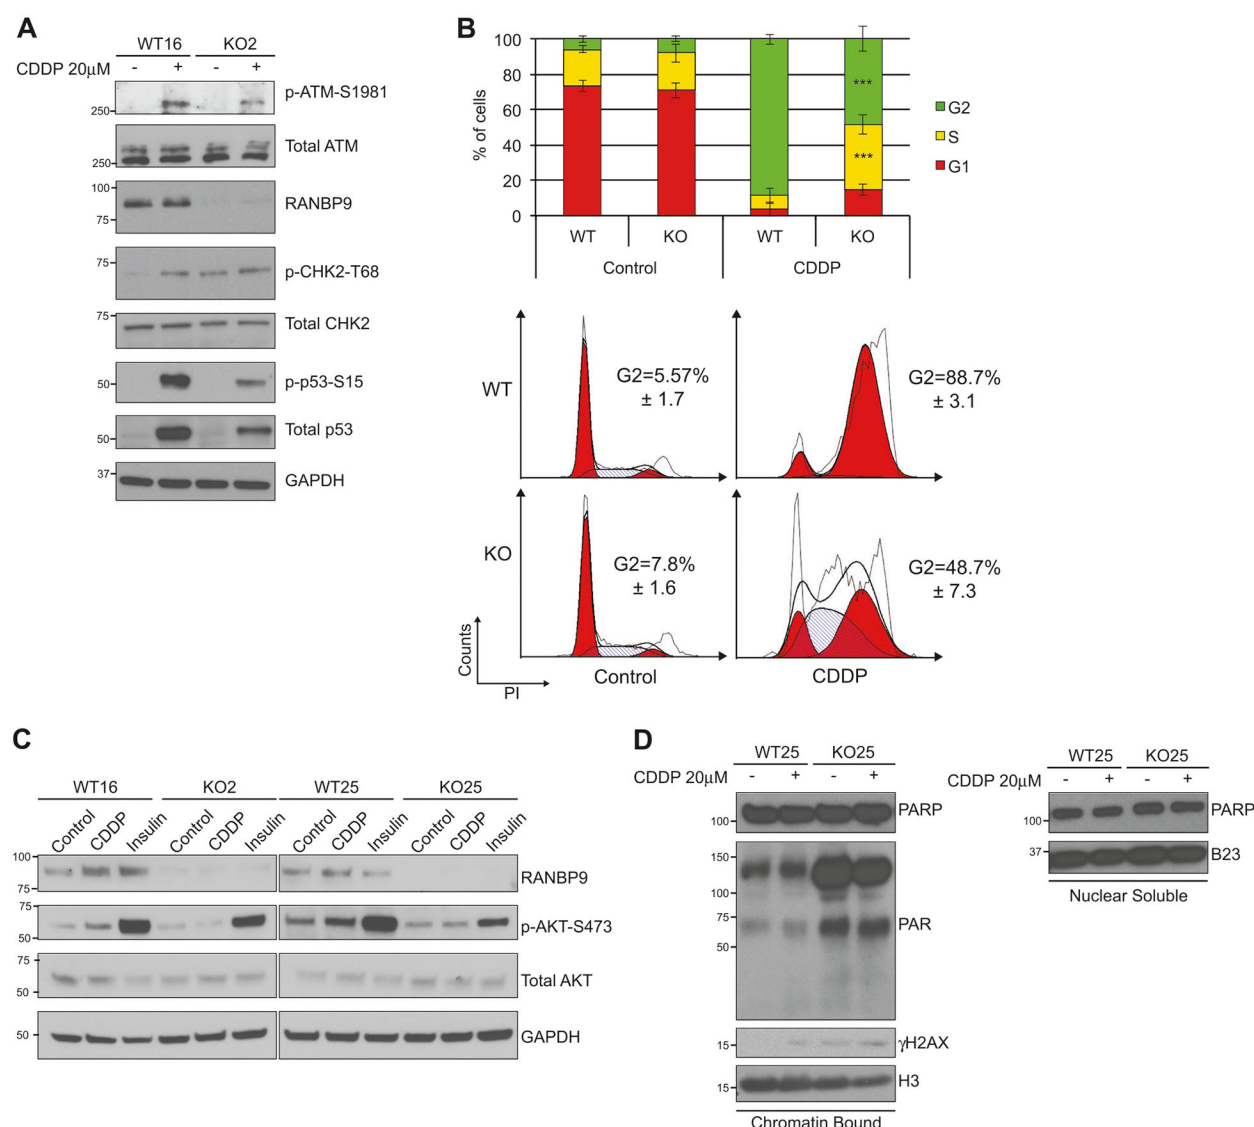 A
WT16 KO2
CDDP 20μM - + - +
250 p-ATM-S1981
250 Total ATM
100
75 RANBP9
75 p-CHK2-T68
75 Total CHK2
50 p-p53-S15
50 Total p53
37 GAPDH
B
% of cells
100
80
60
40
20
0
***
***
G2
S
G1
WT KO WT KO
Control CDDP
WT
G2=5.57%
± 1.7
G2=88.7%
± 3.1
KO
G2=7.8%
± 1.6
G2=48.7%
± 7.3
Counts
PI
Control CDDP
C
WT16 KO2 WT25 KO25
Control CDDP Insulin Control CDDP Insulin Control CDDP Insulin Control CDDP Insulin
100
75 RANBP9
75
50 p-AKT-S473
75
50 Total AKT
50 GAPDH
D
WT25 KO25
CDDP 20μM - + - +
100 PARP
150
100
75
50
PAR
15 γH2AX
15 H3
Chromatin Bound
WT25 KO25
CDDP 20μM - + - +
100 PARP
37 B23
Nuclear Soluble